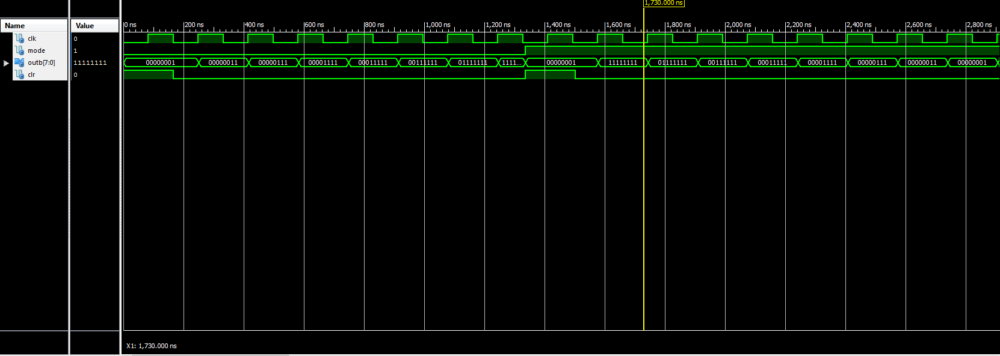 1,730.000 ns
Name Value 0 ns 200 ns 400 ns 600 ns 800 ns 1,000 ns 1,200 ns 1,400 ns 1,600 ns 1,800 ns 2,000 ns 2,200 ns 2,400 ns 2,600 ns 2,800 ns
clk 0
mode 1
outb[7:0] 11111111 00000001 00000011 00000111 00001111 00011111 00111111 01111111 1111... 00000001 11111111 01111111 00111111 00011111 00001111 00000111 00000011 00000001
clr 0
X1: 1,730.000 ns